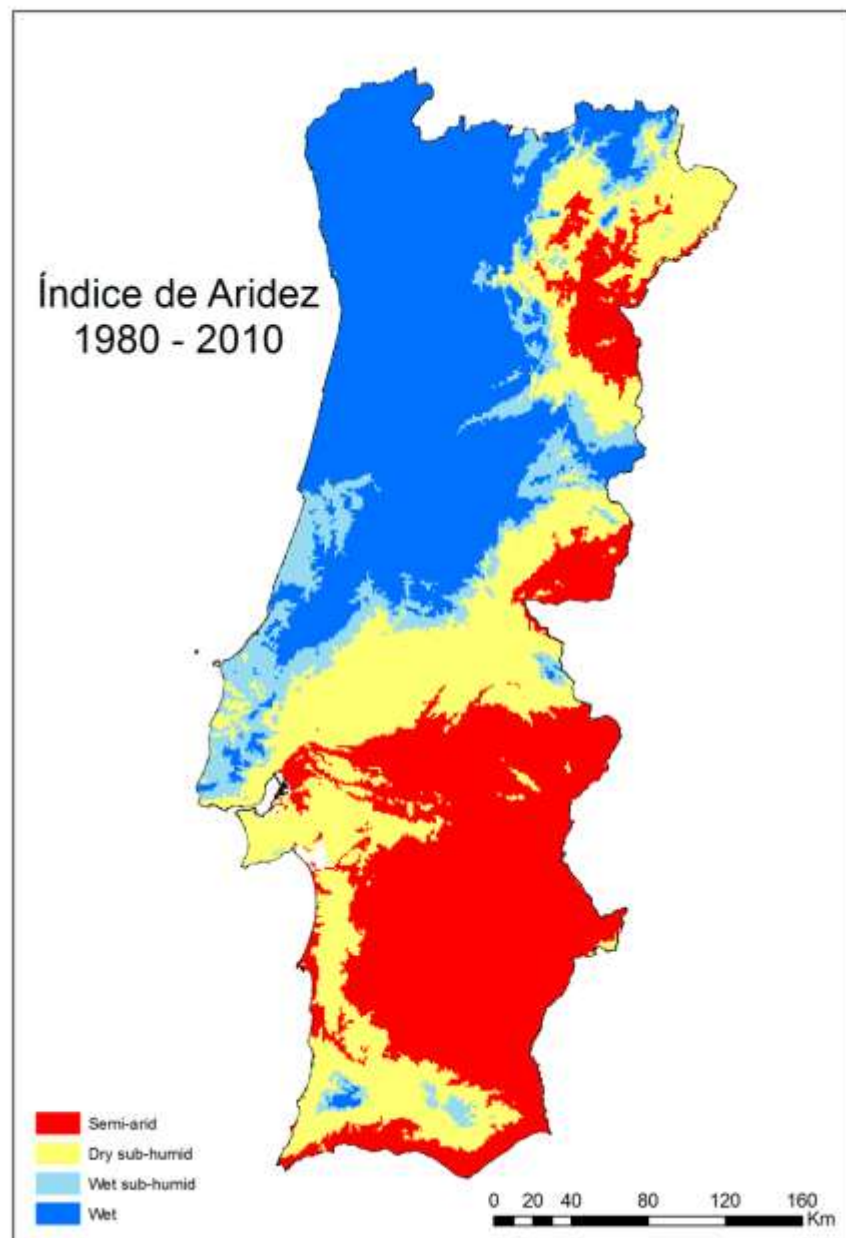 Índice de Aridez
1980 - 2010
Semi-arid
Dry sub-humid
Wet sub-humid
Wet
0 20 40 80 120 160
Km